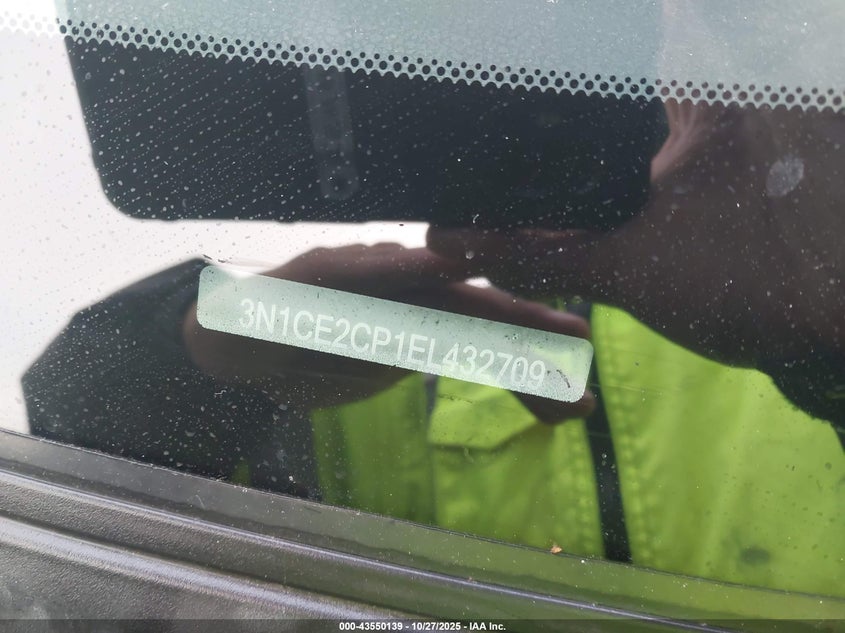 3N1CE2CP1EL432709
000-43550139 - 10/27/2025 - IAA Inc.